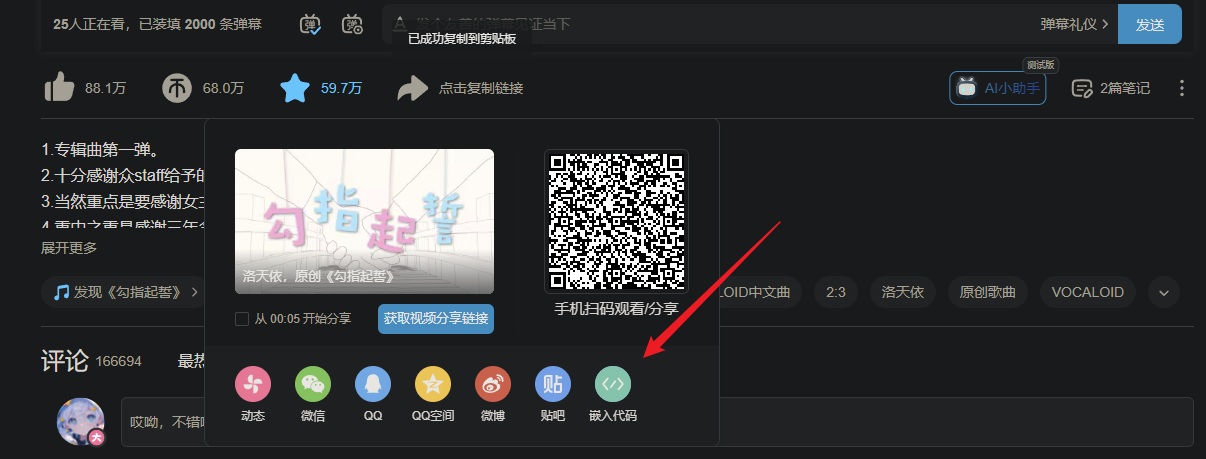 25人正在看，已装填 2000 条弹幕
弹 弹
弹幕礼仪 >
发送
已成功复制到剪贴板
88.1万
68.0万
59.7万
点击复制链接
测试版
AI小助手
2篇笔记
1.专辑曲第一弹。
2.十分感谢众staff给予的
3.当然重点是要感谢女主
展开更多
勾指起誓
洛天依，原创《勾指起誓》
手机扫码观看/分享
从 00:05 开始分享
获取视频分享链接
发现《勾指起誓》 >
LOID中文曲
2:3
洛天依
原创歌曲
VOCALOID
评论 166694
最热
贴
动态
微信
QQ
QQ空间
微博
贴吧
嵌入代码
大
哎呦，不错